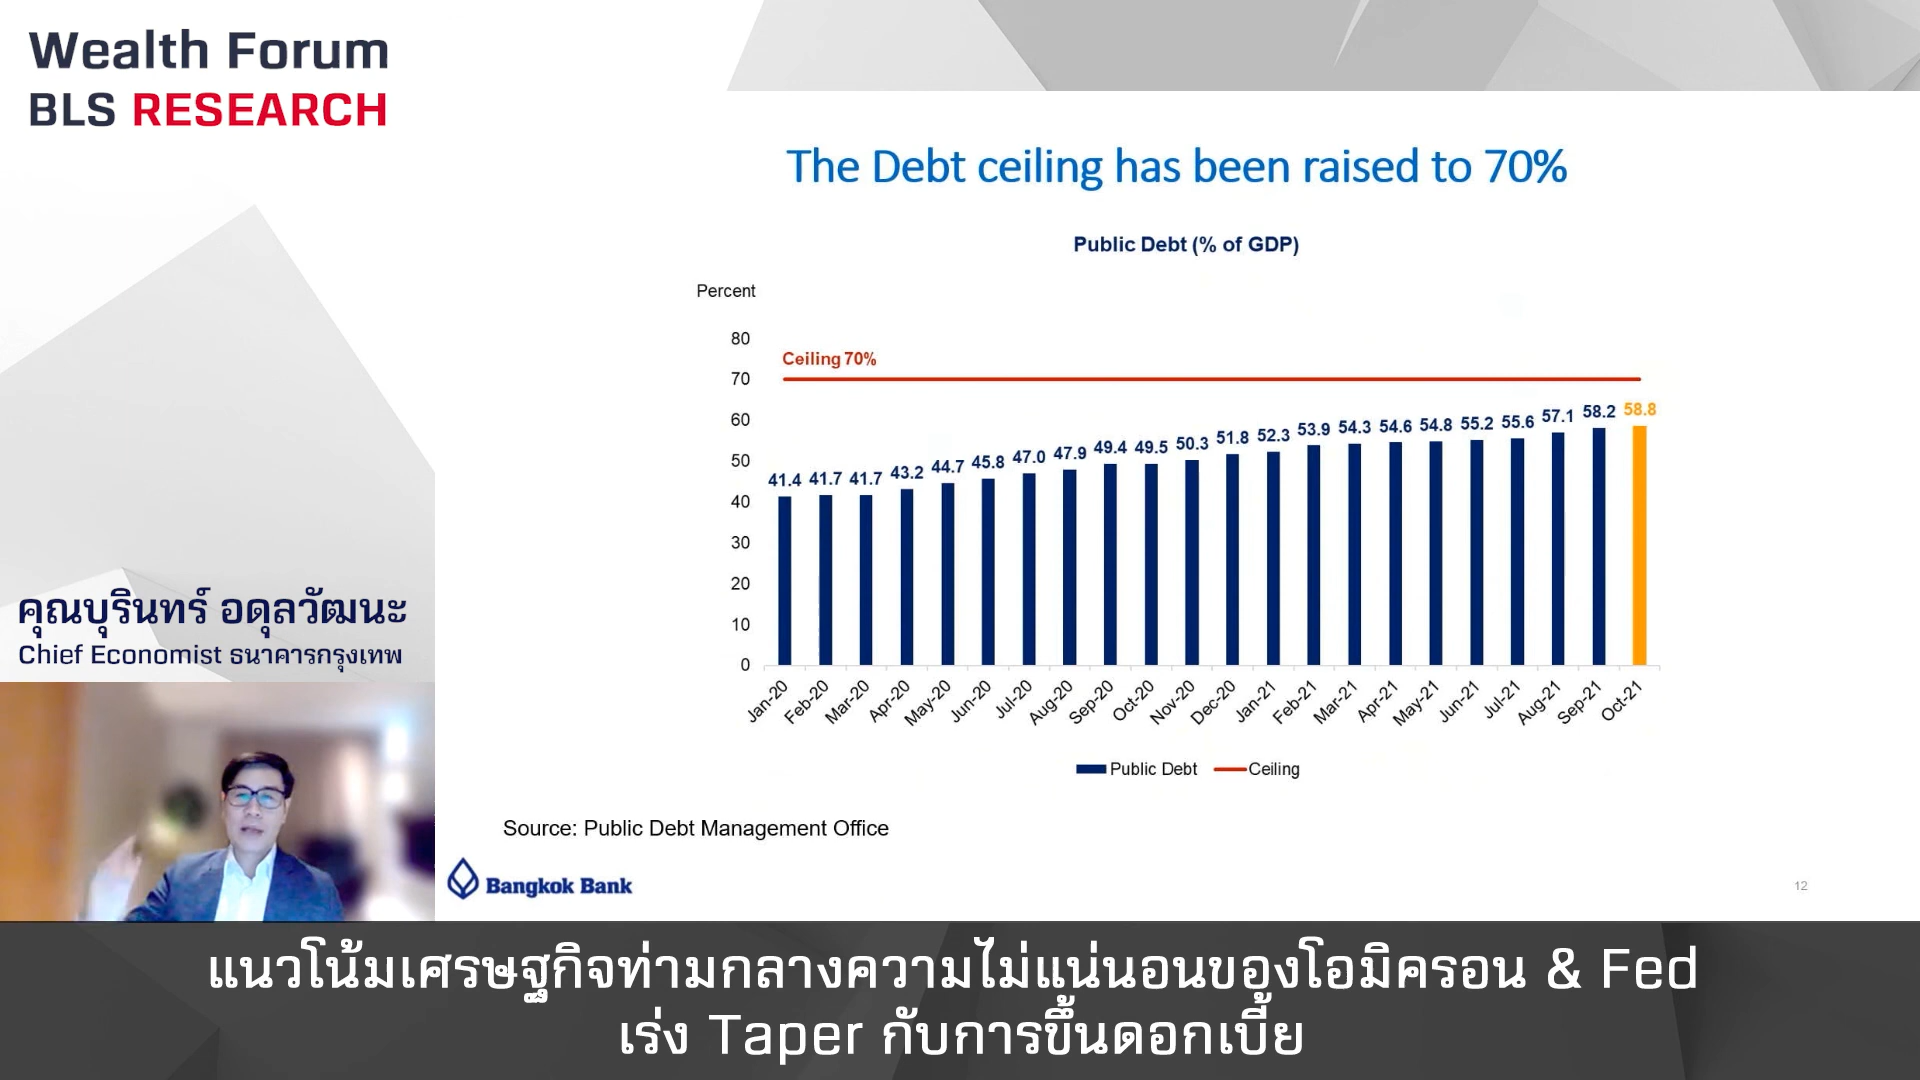 Wealth Forum
BLS RESEARCH
The Debt ceiling has been raised to 70%
Public Debt (% of GDP)
Percent
80
Ceiling 70%
70
60
50
40
30
20
10
0
41.4 41.7 41.7 43.2 44.7 45.8 47.0 47.9 49.4 49.5 50.3 51.8 52.3 53.9 54.3 54.6 54.8 55.2 55.6 57.1 58.2 58.8
Jan-20 Feb-20 Mar-20 Apr-20 May-20 Jun-20 Jul-20 Aug-20 Sep-20 Oct-20 Nov-20 Dec-20 Jan-21 Feb-21 Mar-21 Apr-21 May-21 Jun-21 Jul-21 Aug-21 Sep-21 Oct-21
Public Debt Ceiling
Source: Public Debt Management Office
Bangkok Bank
12
คุณบุรินทร์ อดุลวัฒนะ
Chief Economist ธนาคารกรุงเทพ
แนวโน้มเศรษฐกิจท่ามกลางความไม่แน่นอนของโอมิครอน & Fed
เร่ง Taper กับการขึ้นดอกเบี้ย